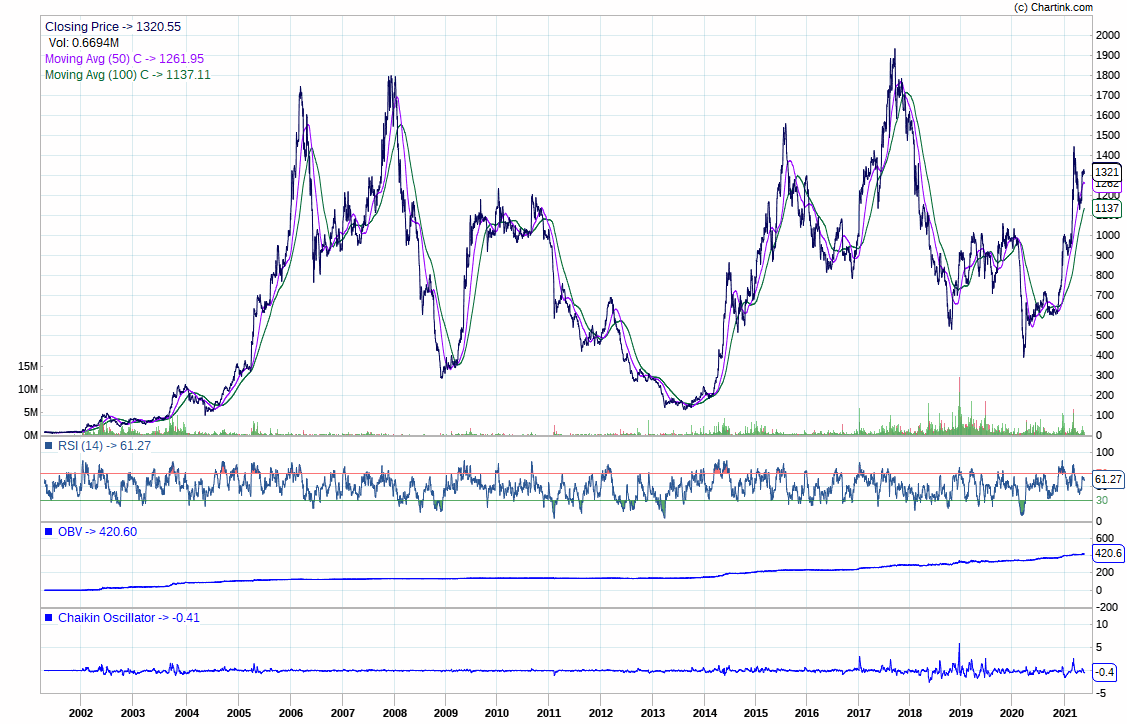 (c) Chartink.com
Closing Price -> 1320.55
Vol: 0.6694M
Moving Avg (50) C -> 1261.95
Moving Avg (100) C -> 1137.11
2000
1900
1800
1700
1600
1500
1400
1321
1262
1200
1137
1000
900
800
700
600
500
400
300
200
100
0
15M
10M
5M
0M
RSI (14) -> 61.27
100
61.27
30
0
OBV -> 420.60
600
420.6
200
0
-200
Chaikin Oscillator -> -0.41
10
5
-0.4
-5
2002 2003 2004 2005 2006 2007 2008 2009 2010 2011 2012 2013 2014 2015 2016 2017 2018 2019 2020 2021